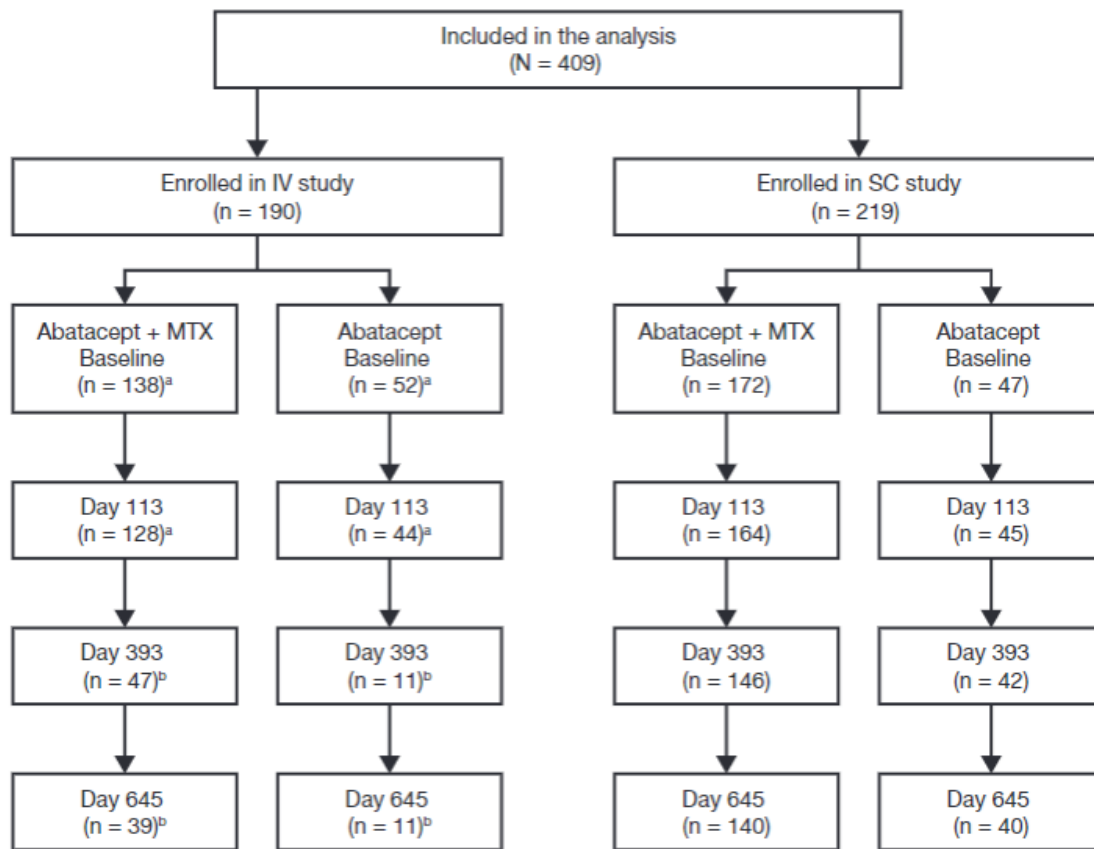 Included in the analysis
(N = 409)
Enrolled in IV study
(n = 190)
Enrolled in SC study
(n = 219)
Abatacept + MTX
Baseline
(n = 138)ᵃ
Abatacept
Baseline
(n = 52)ᵃ
Abatacept + MTX
Baseline
(n = 172)
Abatacept
Baseline
(n = 47)
Day 113
(n = 128)ᵃ
Day 113
(n = 44)ᵃ
Day 113
(n = 164)
Day 113
(n = 45)
Day 393
(n = 47)ᵇ
Day 393
(n = 11)ᵇ
Day 393
(n = 146)
Day 393
(n = 42)
Day 645
(n = 39)ᵇ
Day 645
(n = 11)ᵇ
Day 645
(n = 140)
Day 645
(n = 40)